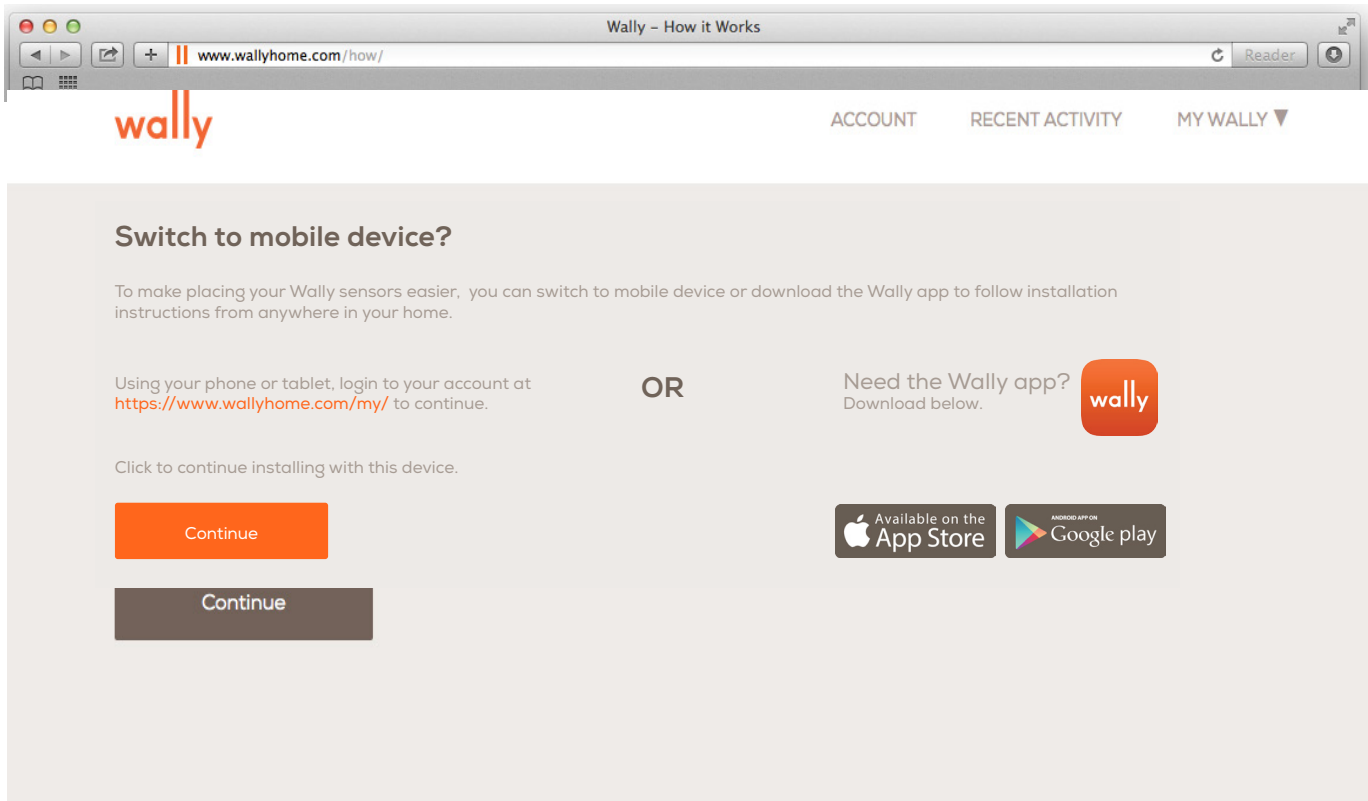 Wally – How it Works
www.wallyhome.com/how/
Reader
wally
ACCOUNT RECENT ACTIVITY MY WALLY
Switch to mobile device?
To make placing your Wally sensors easier, you can switch to mobile device or download the Wally app to follow installation
instructions from anywhere in your home.
Using your phone or tablet, login to your account at
https://www.wallyhome.com/my/ to continue.
OR
Need the Wally app?
Download below.
wally
Click to continue installing with this device.
Continue
Available on the
App Store
ANDROID APP ON
Google play
Continue